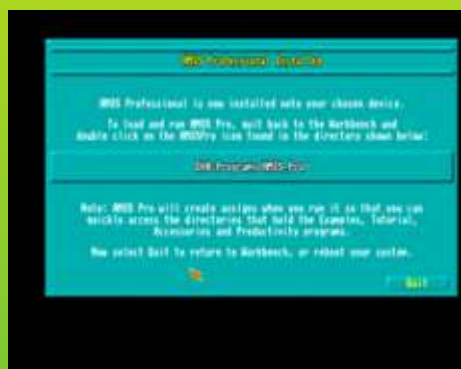 AMOS Professional Installed
AMOS Professional is now installed onto your chosen device.
To load and run AMOS Pro, quit back to the Workbench and
double click on the AMOSPro icon found in the directory shown below:
Note: AMOS Pro will create assigns when you run it so that you can
quickly access the directories that hold the Examples, Tutorial,
Accessories and Productivity programs.
Now select Quit to return to Workbench, or reboot your system.
Quit